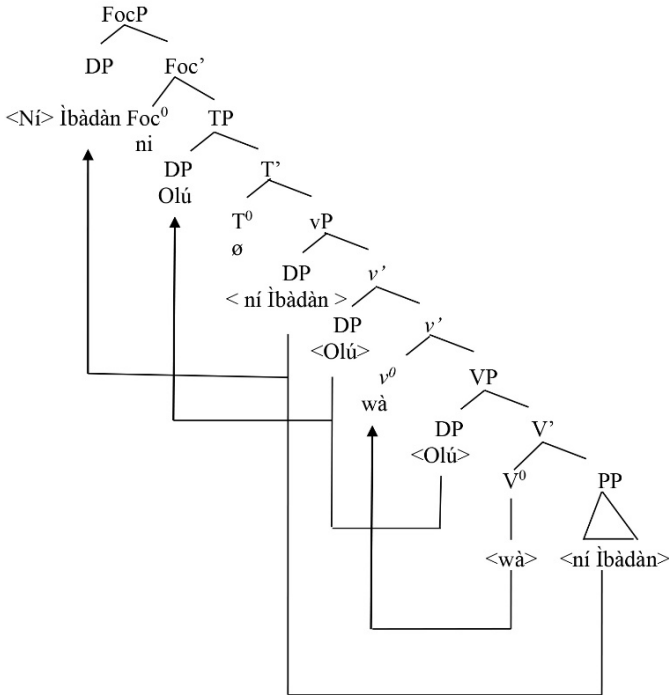 FocP
DP Foc’
<Ní> Ìbàdàn Foc⁰ TP
ni
DP T’
Olú
T⁰ vP
ø
DP v’
< ní Ìbàdàn >
DP v’
<Olú>
v⁰ VP
wà
DP V’
<Olú>
V⁰ PP
<wà> <ní Ìbàdàn>